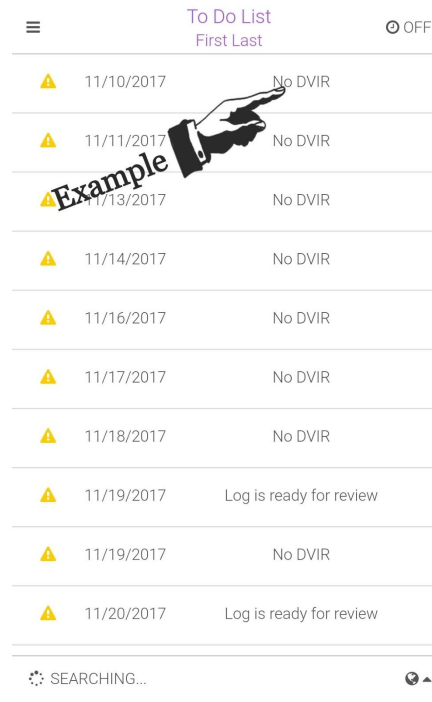 To Do List
First Last
OFF
11/10/2017 No DVIR
11/11/2017 No DVIR
Example
11/13/2017 No DVIR
11/14/2017 No DVIR
11/16/2017 No DVIR
11/17/2017 No DVIR
11/18/2017 No DVIR
11/19/2017 Log is ready for review
11/19/2017 No DVIR
11/20/2017 Log is ready for review
SEARCHING...